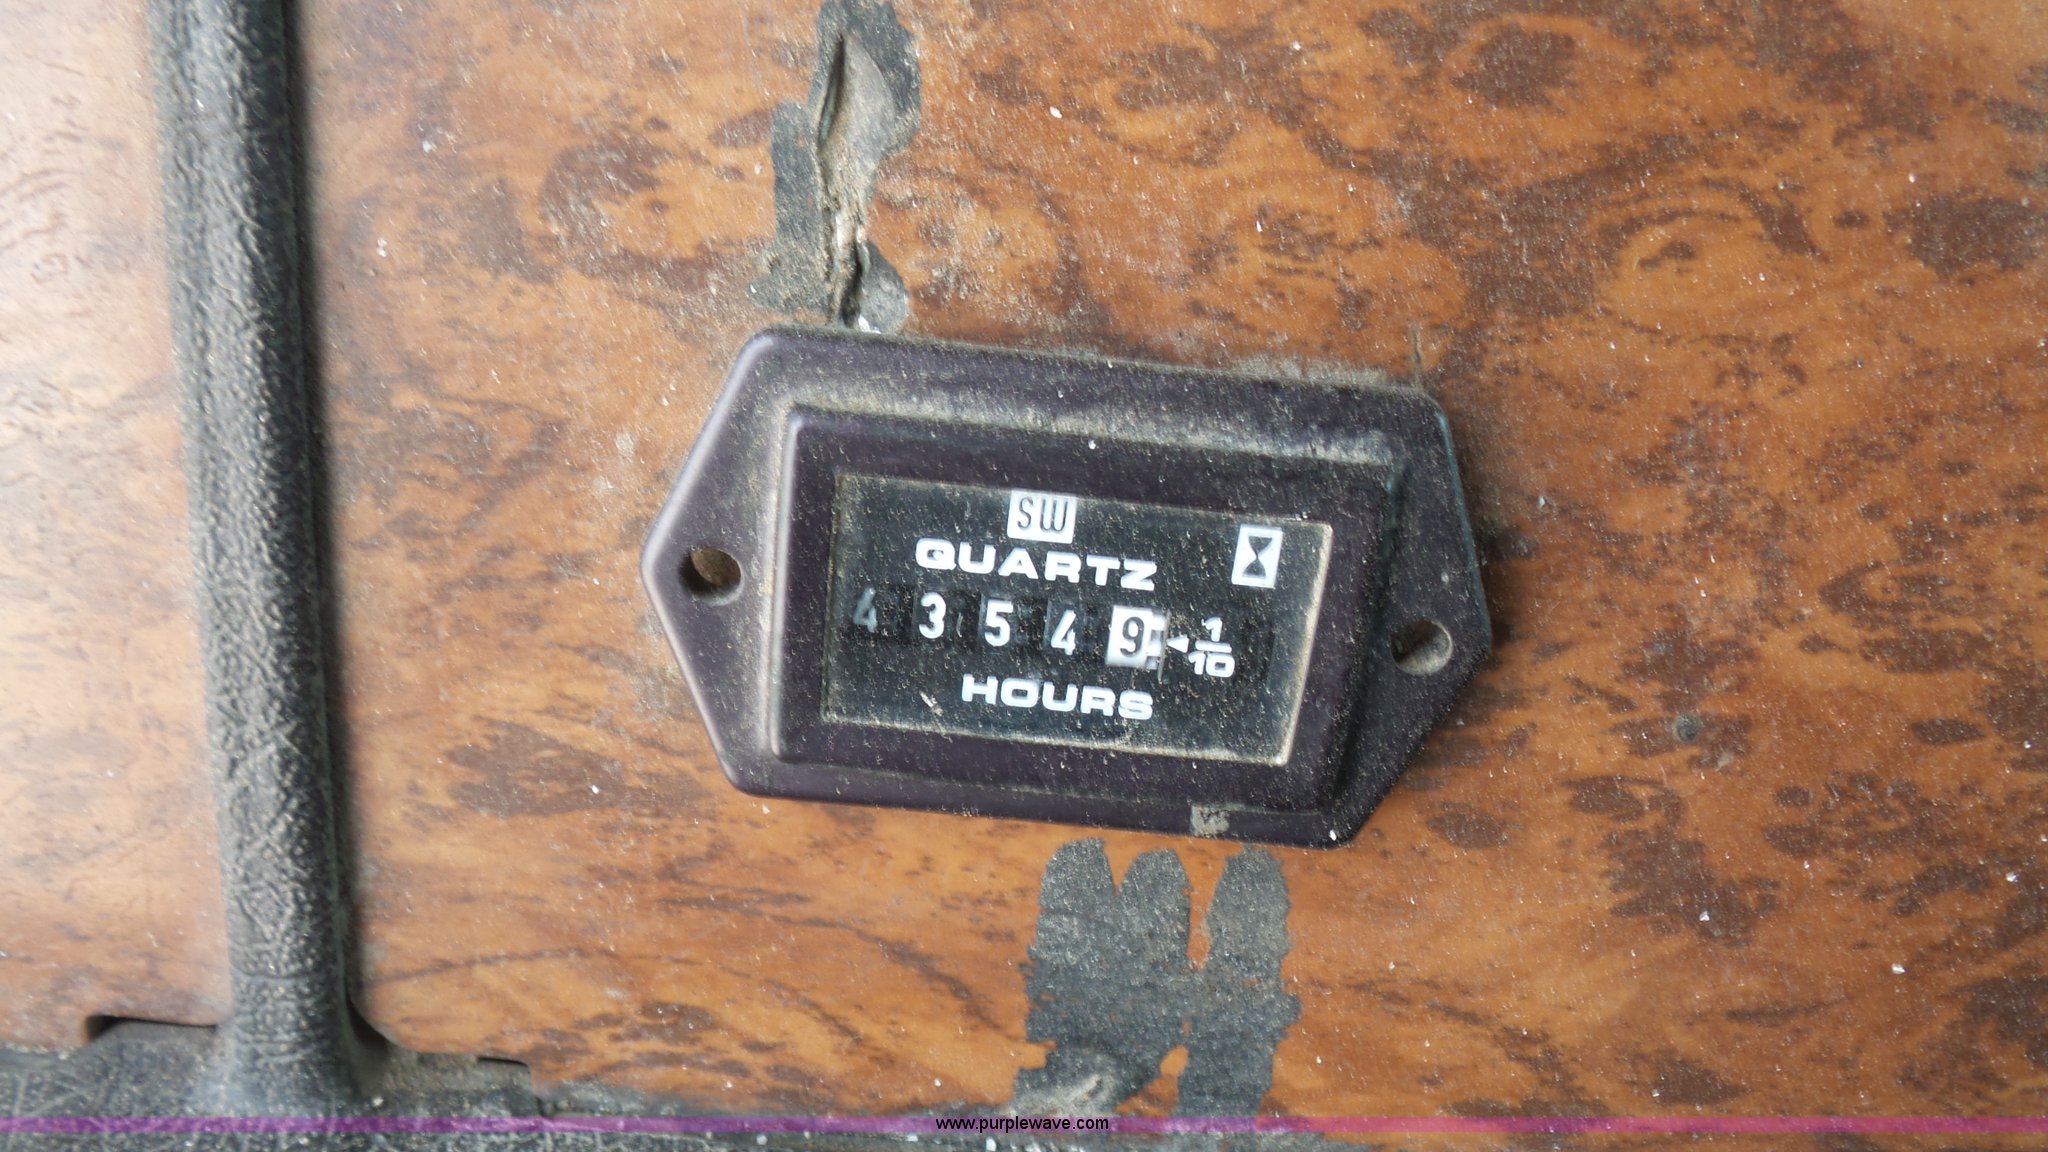 SW
QUARTZ
4 3 5 4 9 1/10
HOURS
www.purplewave.com